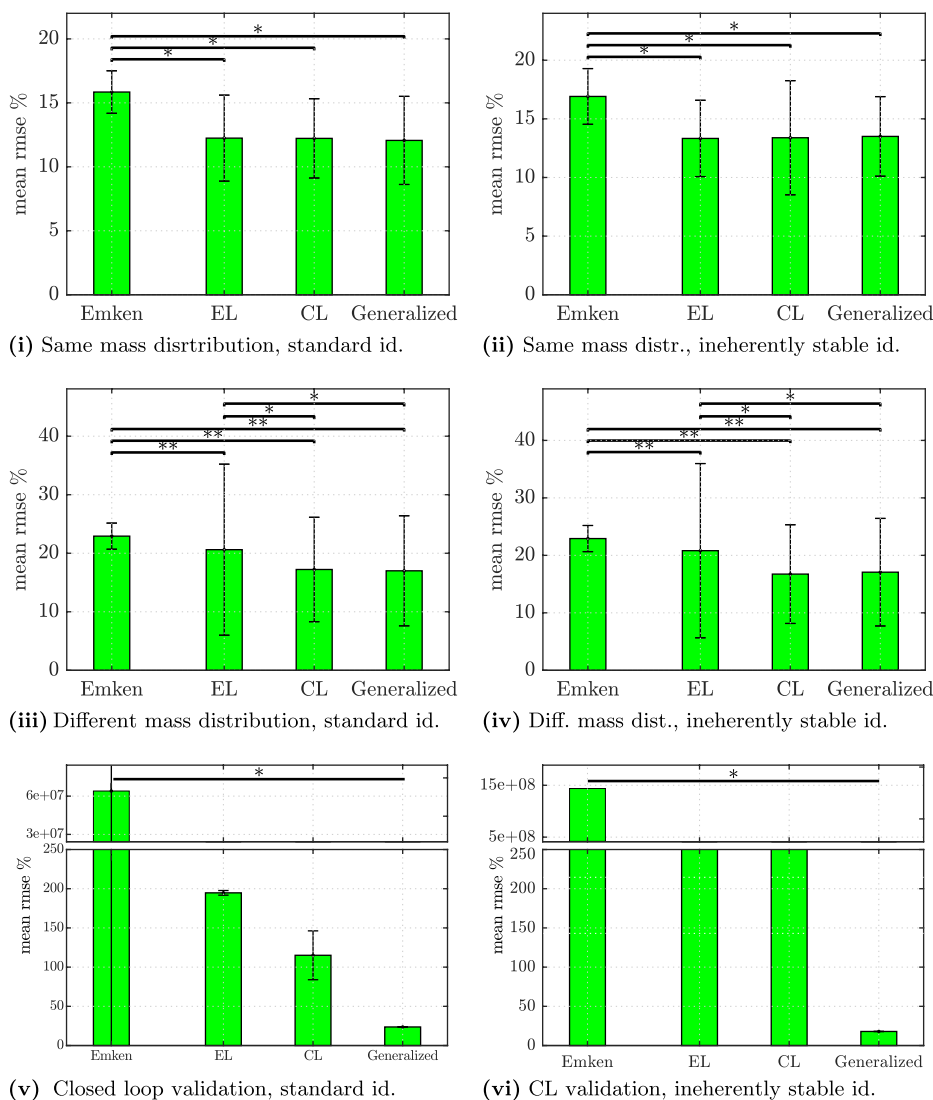 20
15
10
5
0
mean rmse %
*
*
*
Emken EL CL Generalized
(i) Same mass disrtribution, standard id.
20
15
10
5
0
mean rmse %
*
*
*
Emken EL CL Generalized
(ii) Same mass distr., ineherently stable id.
40
30
20
10
0
mean rmse %
*
*
**
**
**
Emken EL CL Generalized
(iii) Different mass distribution, standard id.
40
30
20
10
0
mean rmse %
*
*
**
**
**
Emken EL CL Generalized
(iv) Diff. mass dist., ineherently stable id.
6e+07
3e+07
250
200
150
100
50
0
mean rmse %
*
Emken EL CL Generalized
(v) Closed loop validation, standard id.
15e+08
5e+08
250
200
150
100
50
0
mean rmse %
*
Emken EL CL Generalized
(vi) CL validation, ineherently stable id.